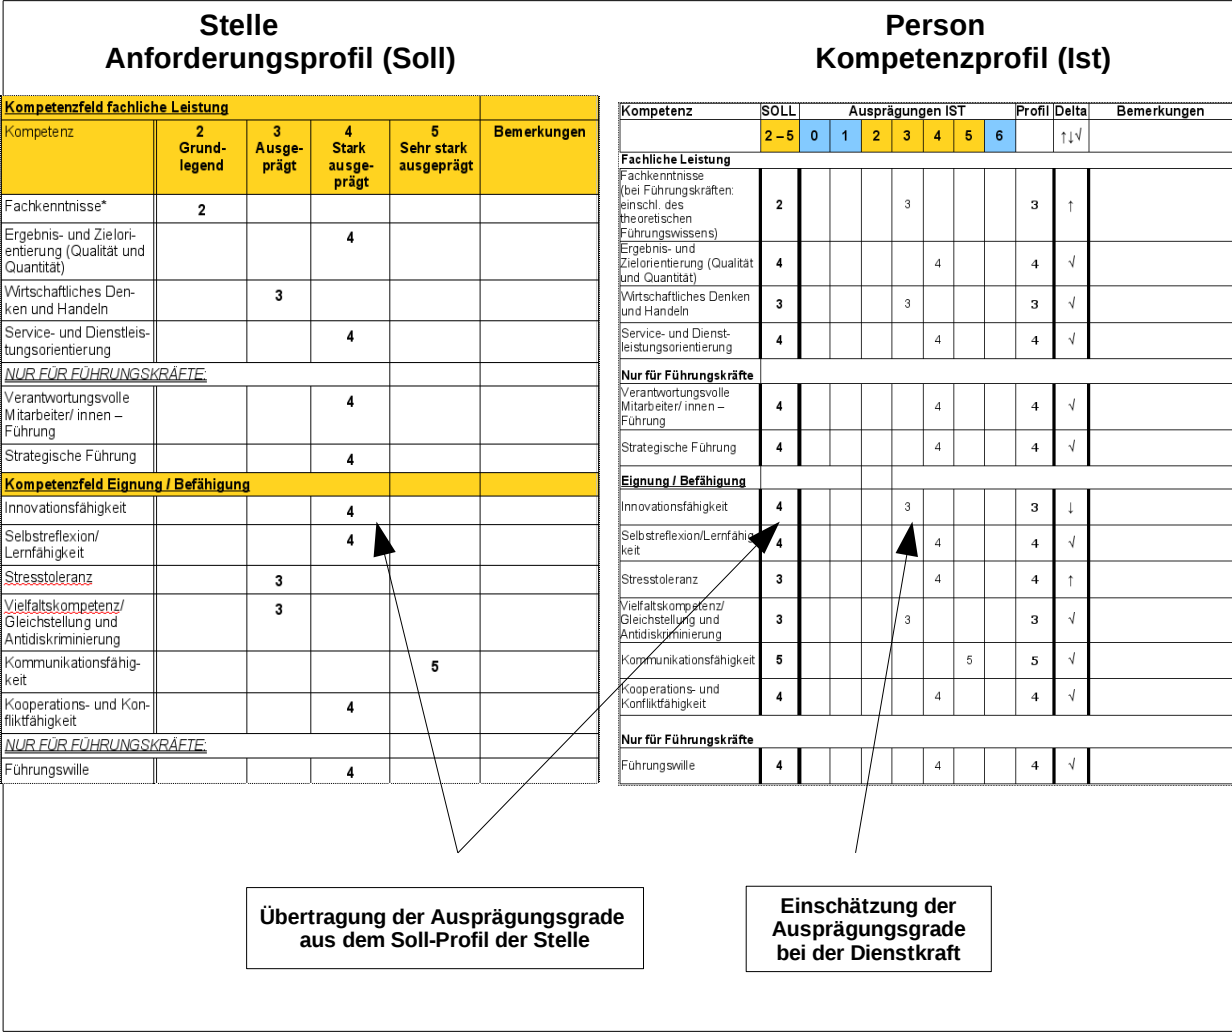 Stelle
Anforderungsprofil (Soll)
Person
Kompetenzprofil (Ist)
Kompetenzfeld fachliche Leistung
Kompetenz
2
Grund-
legend
3
Ausge-
prägt
4
Stark
ausge-
prägt
5
Sehr stark
ausgeprägt
Bemerkungen
Fachkenntnisse*
2
Ergebnis- und Zielori-
entierung (Qualität und
Quantität)
4
Wirtschaftliches Den-
ken und Handeln
3
Service- und Dienstleis-
tungsorientierung
4
NUR FÜR FÜHRUNGSKRÄFTE:
Verantwortungsvolle
Mitarbeiter/ innen –
Führung
4
Strategische Führung
4
Kompetenzfeld Eignung / Befähigung
Innovationsfähigkeit
4
Selbstreflexion/
Lernfähigkeit
4
Stresstoleranz
3
Vielfaltskompetenz/
Gleichstellung und
Antidiskriminierung
3
Kommunikationsfähig-
keit
5
Kooperations- und Kon-
fliktfähigkeit
4
NUR FÜR FÜHRUNGSKRÄFTE:
Führungswille
4
Kompetenz SOLL Ausprägungen IST Profil Delta Bemerkungen
2 – 5 0 1 2 3 4 5 6 ↑↓√
Fachliche Leistung
Fachkenntnisse
(bei Führungskräften:
einschl. des
theoretischen
Führungswissens)
2 3 3 ↑
Ergebnis- und
Zielorientierung (Qualität
und Quantität)
4 4 4 √
Wirtschaftliches Denken
und Handeln
3 3 3 √
Service- und Dienst-
leistungsorientierung
4 4 4 √
Nur für Führungskräfte
Verantwortungsvolle
Mitarbeiter/ innen –
Führung
4 4 4 √
Strategische Führung 4 4 4 √
Eignung / Befähigung
Innovationsfähigkeit 4 3 3 ↓
Selbstreflexion/Lernfähig
keit
4 4 4 √
Stresstoleranz 3 4 4 ↑
Vielfaltskompetenz/
Gleichstellung und
Antidiskriminierung
3 3 3 √
Kommunikationsfähigkeit 5 5 5 √
Kooperations- und
Konfliktfähigkeit
4 4 4 √
Nur für Führungskräfte
Führungswille 4 4 4 √
Übertragung der Ausprägungsgrade
aus dem Soll-Profil der Stelle
Einschätzung der
Ausprägungsgrade
bei der Dienstkraft